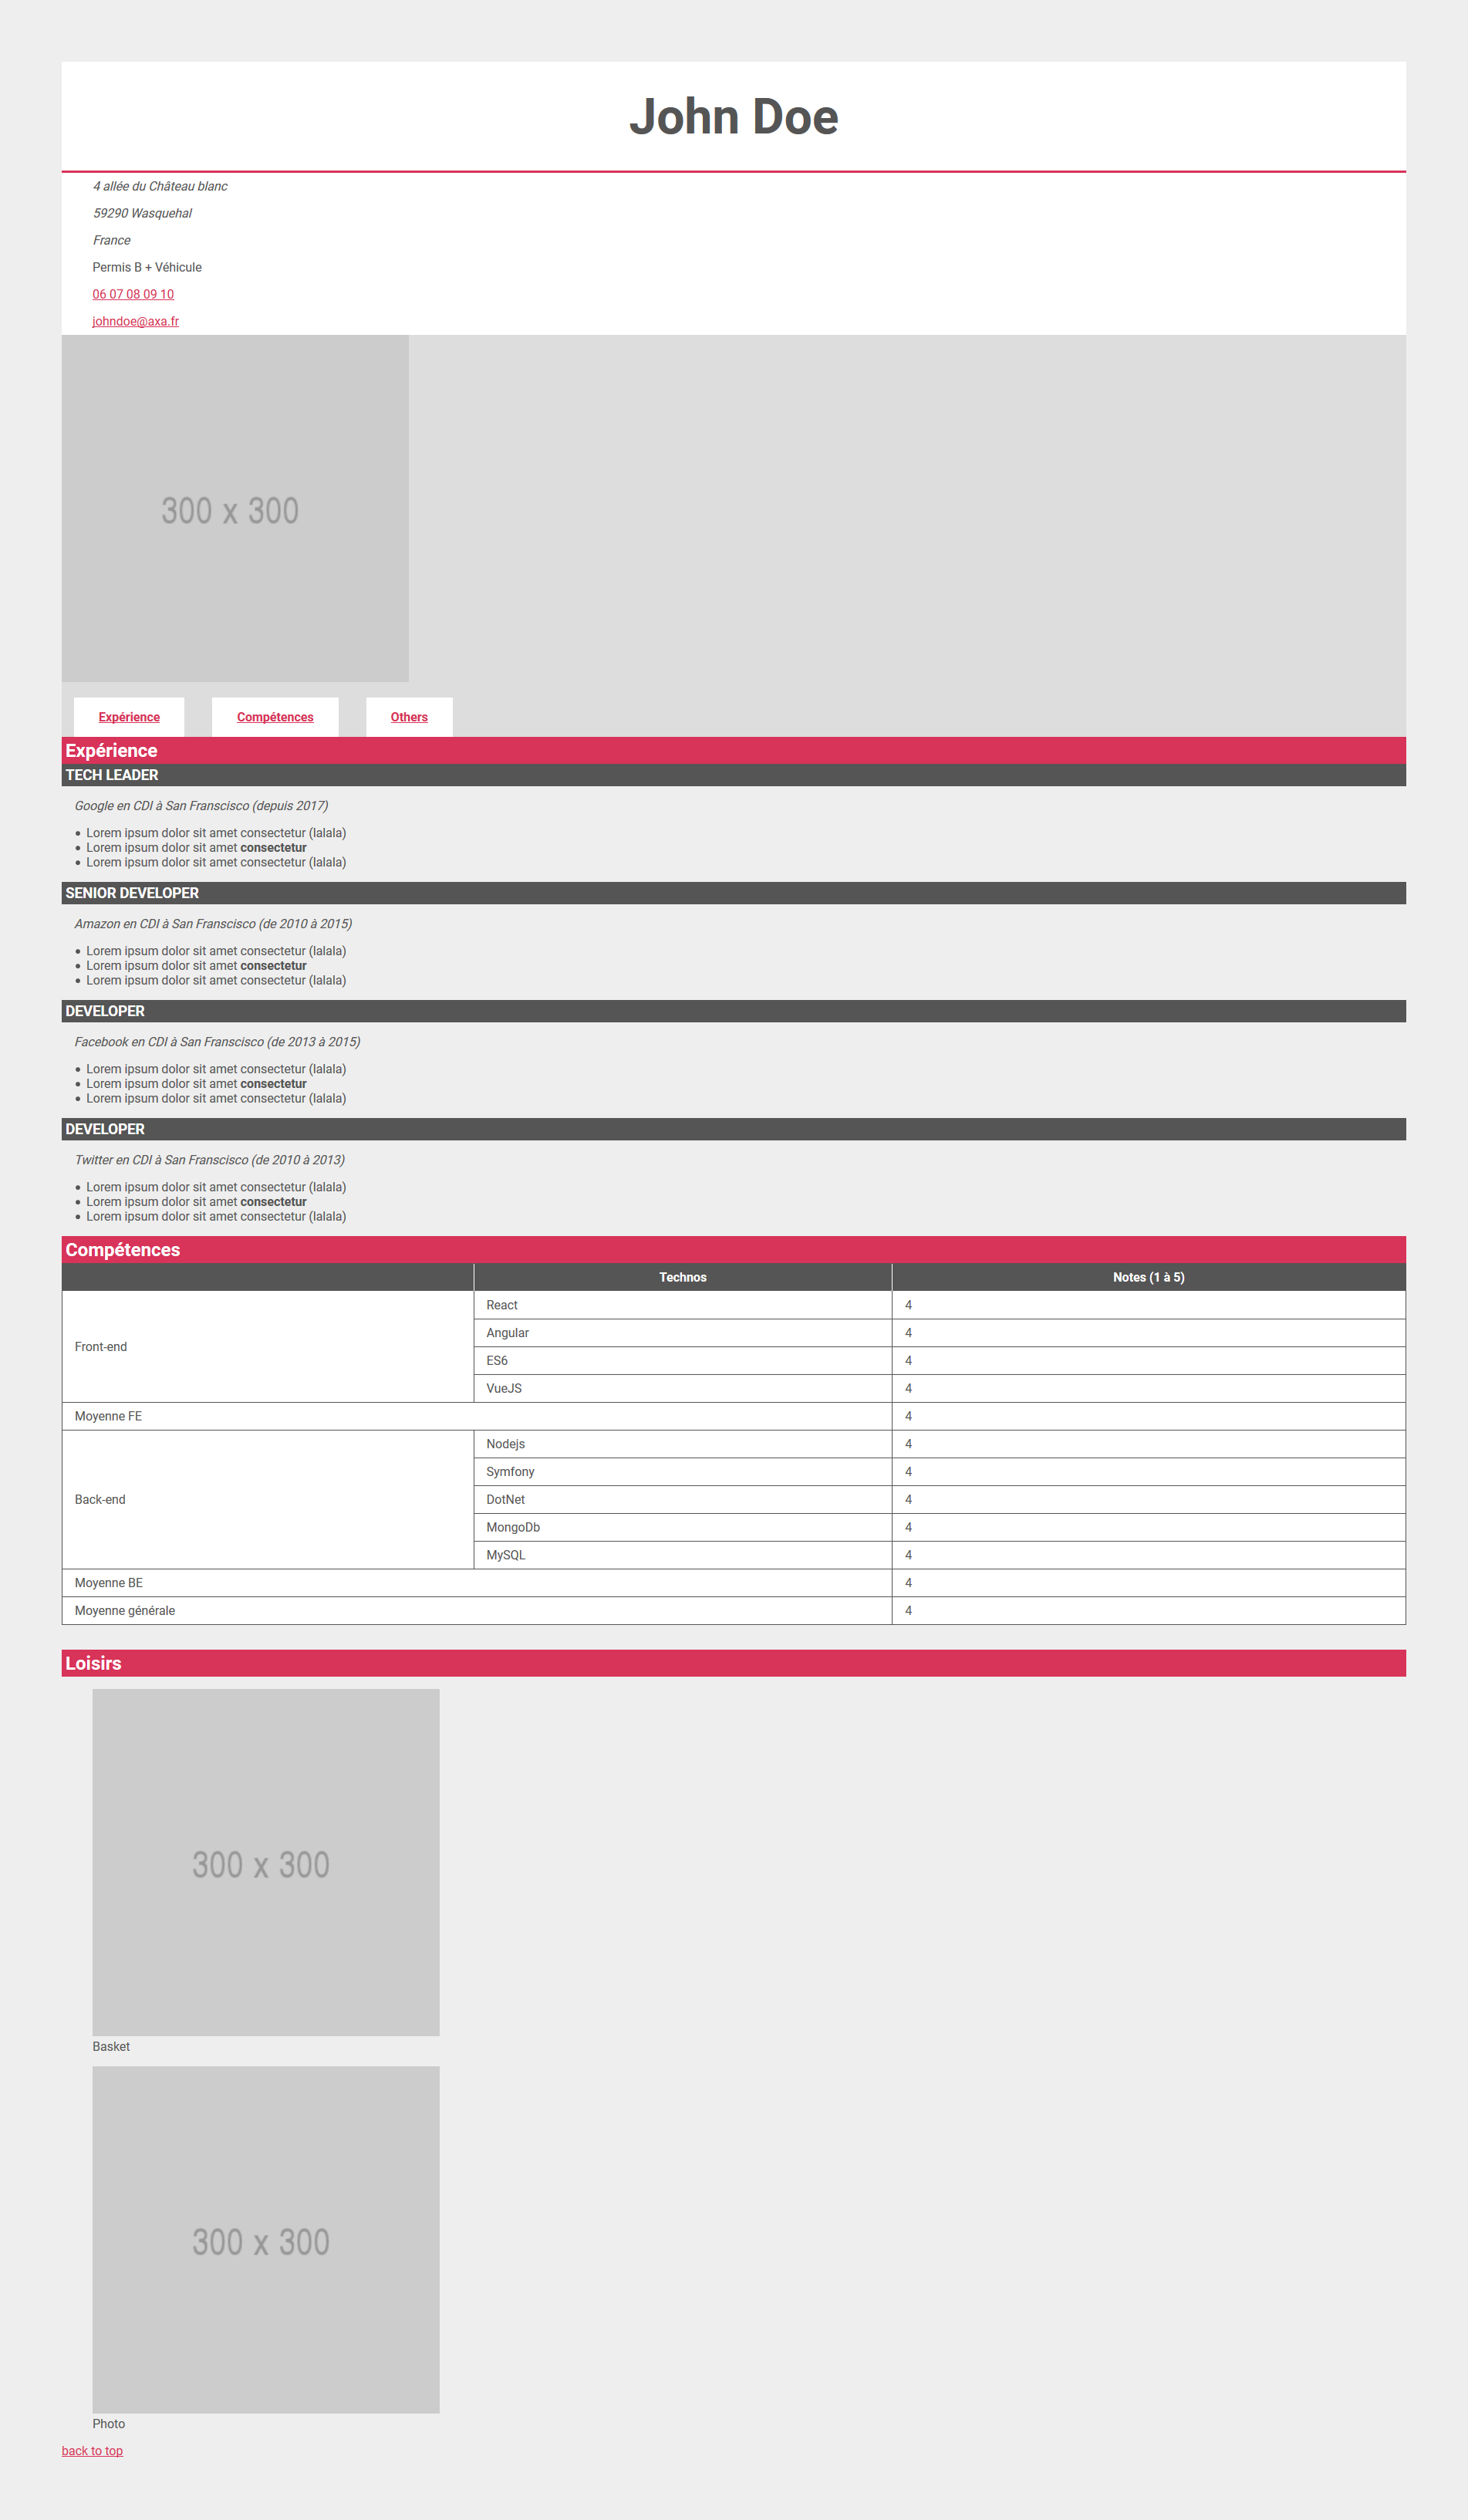 John Doe
4 allée du Château blanc
59290 Wasquehal
France
Permis B + Véhicule
06 07 08 09 10
johndoe@axa.fr
300 x 300
Expérience Compétences Others
Expérience
TECH LEADER
Google en CDI à San Franscisco (depuis 2017)
Lorem ipsum dolor sit amet consectetur (lalala)
Lorem ipsum dolor sit amet consectetur
Lorem ipsum dolor sit amet consectetur (lalala)
SENIOR DEVELOPER
Amazon en CDI à San Franscisco (de 2010 à 2015)
Lorem ipsum dolor sit amet consectetur (lalala)
Lorem ipsum dolor sit amet consectetur
Lorem ipsum dolor sit amet consectetur (lalala)
DEVELOPER
Facebook en CDI à San Franscisco (de 2013 à 2015)
Lorem ipsum dolor sit amet consectetur (lalala)
Lorem ipsum dolor sit amet consectetur
Lorem ipsum dolor sit amet consectetur (lalala)
DEVELOPER
Twitter en CDI à San Franscisco (de 2010 à 2013)
Lorem ipsum dolor sit amet consectetur (lalala)
Lorem ipsum dolor sit amet consectetur
Lorem ipsum dolor sit amet consectetur (lalala)
Compétences
Technos Notes (1 à 5)
Front-end
React 4
Angular 4
ES6 4
VueJS 4
Moyenne FE 4
Back-end
Nodejs 4
Symfony 4
DotNet 4
MongoDb 4
MySQL 4
Moyenne BE 4
Moyenne générale 4
Loisirs
300 x 300
Basket
300 x 300
Photo
back to top